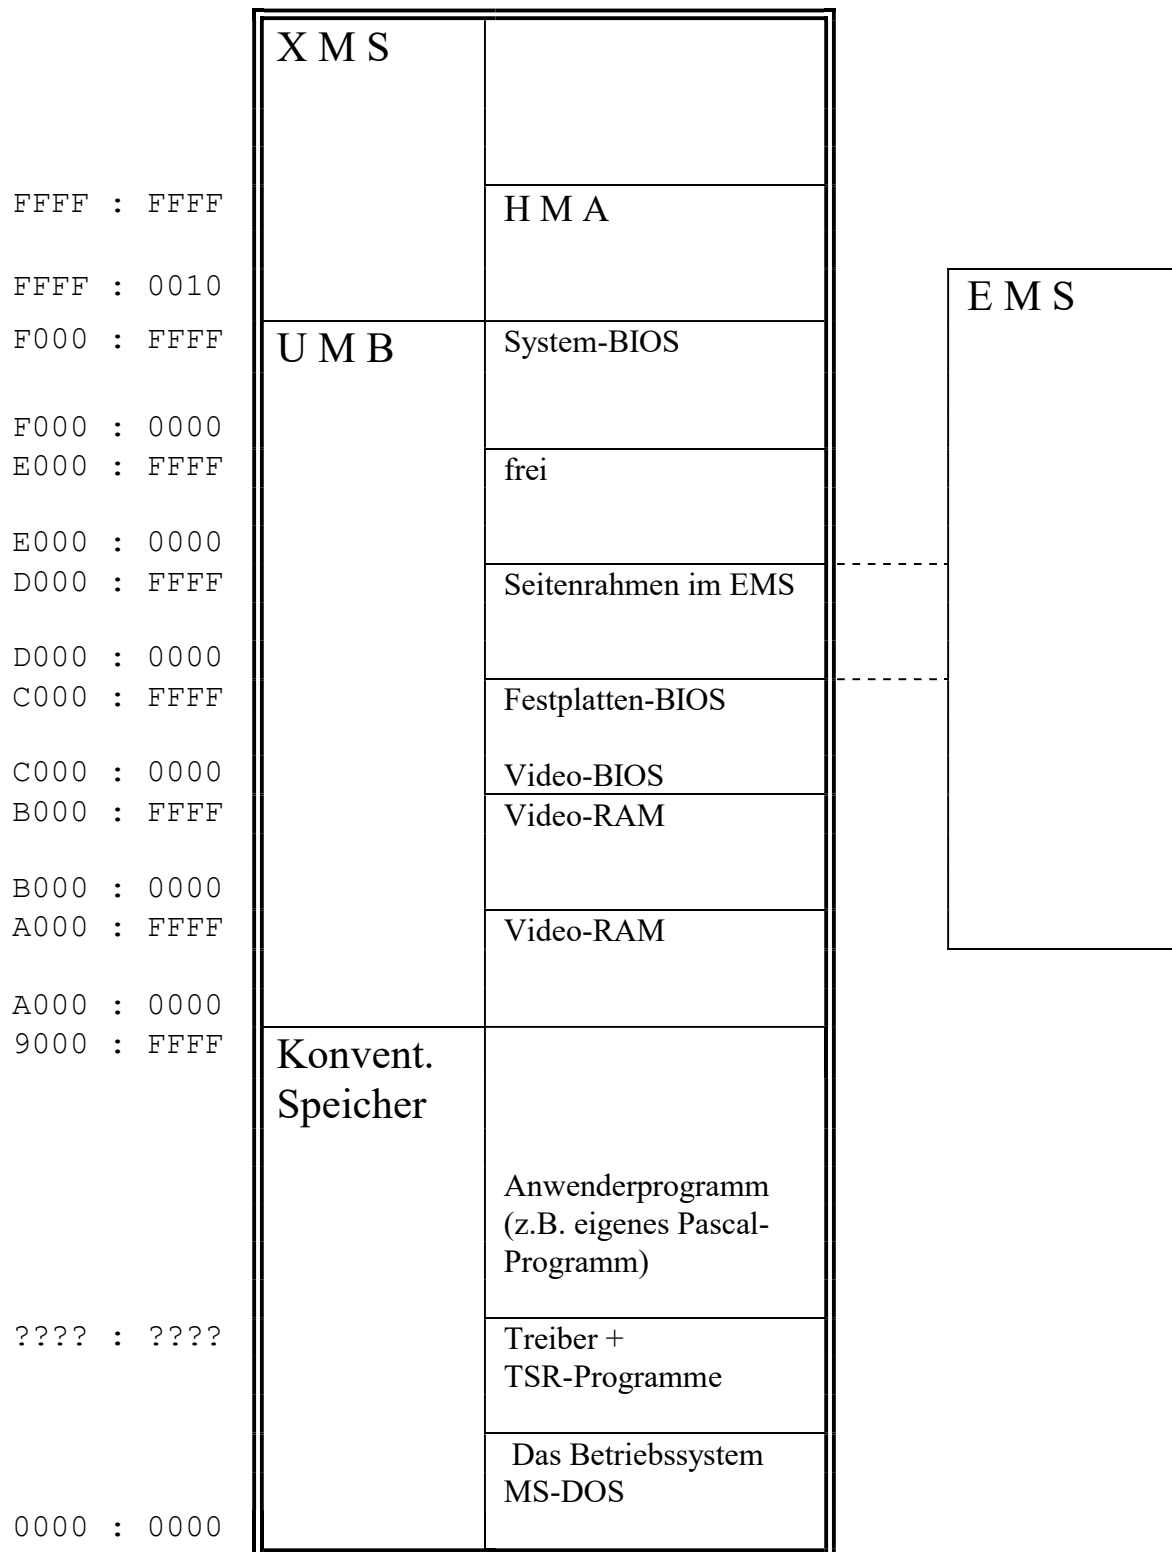 X M S
FFFF : FFFF
H M A
FFFF : 0010
E M S
F000 : FFFF
U M B
System-BIOS
F000 : 0000
E000 : FFFF
frei
E000 : 0000
D000 : FFFF
Seitenrahmen im EMS
D000 : 0000
C000 : FFFF
Festplatten-BIOS
C000 : 0000
Video-BIOS
B000 : FFFF
Video-RAM
B000 : 0000
A000 : FFFF
Video-RAM
A000 : 0000
9000 : FFFF
Konvent.
Speicher
Anwenderprogramm
(z.B. eigenes Pascal-
Programm)
???? : ????
Treiber +
TSR-Programme
Das Betriebssystem
MS-DOS
0000 : 0000